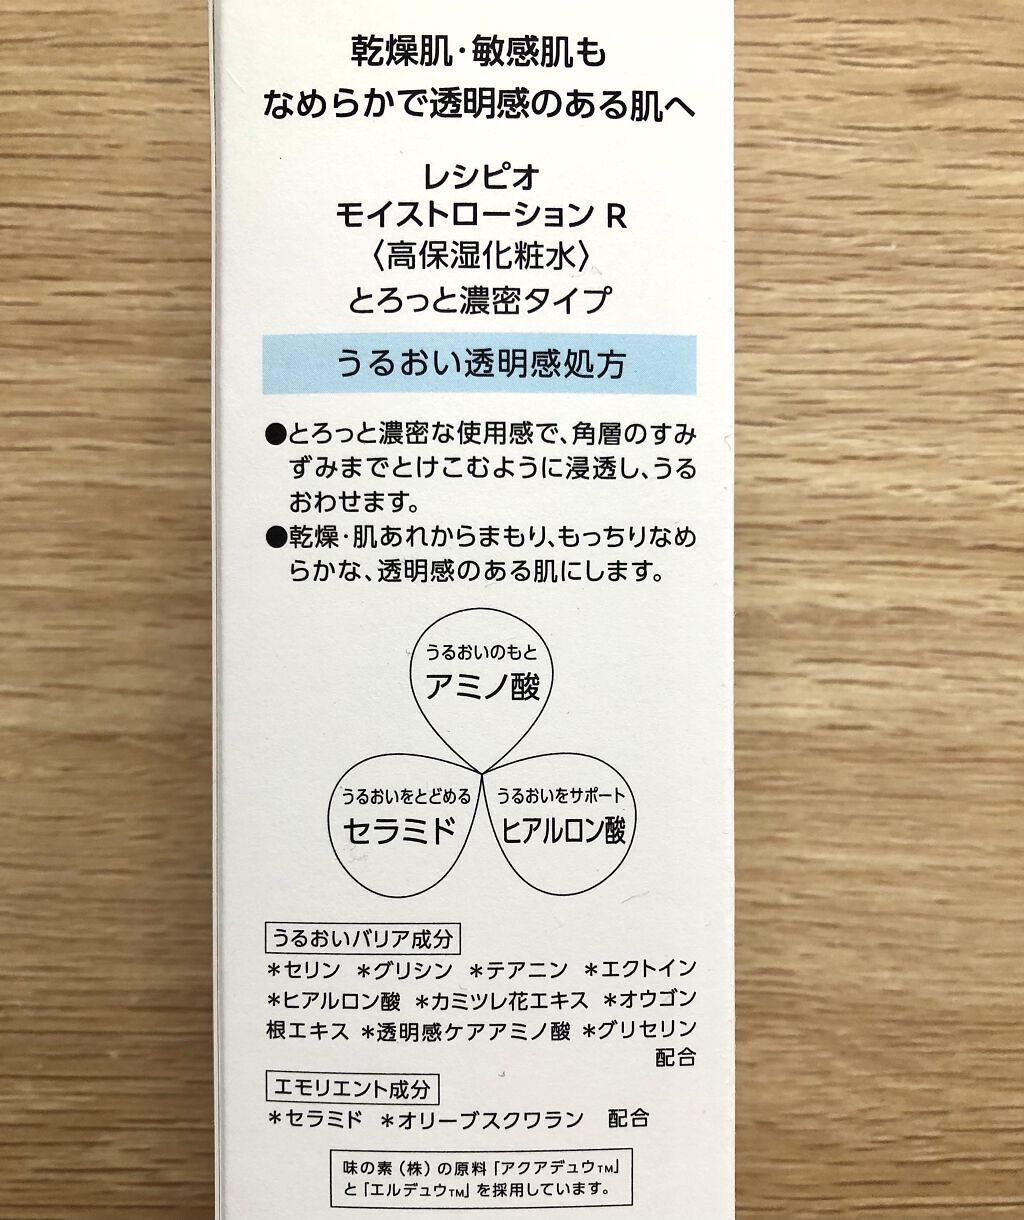 乾燥肌・敏感肌も
なめらかで透明感のある肌へ
レシピオ
モイストローション R
〈高保湿化粧水〉
とろっと濃密タイプ
うるおい透明感処方
●とろっと濃密な使用感で、角層のすみ
ずみまでとけこむように浸透し、うる
おわせます。
●乾燥・肌あれからまもり、もっちりなめ
らかな、透明感のある肌にします。
うるおいのもと
アミノ酸
うるおいをとどめる
セラミド
うるおいをサポート
ヒアルロン酸
うるおいバリア成分
＊セリン ＊グリシン ＊テアニン ＊エクトイン
＊ヒアルロン酸 ＊カミツレ花エキス ＊オウゴン
根エキス ＊透明感ケアアミノ酸 ＊グリセリン
配合
エモリエント成分
＊セラミド ＊オリーブスクワラン 配合
味の素（株）の原料「アクアデュウTM」
と「エルデュウTM」を採用しています。